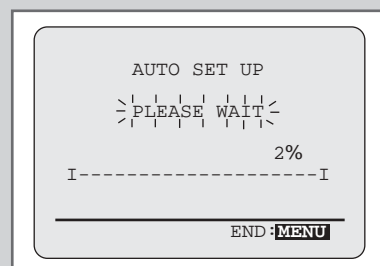 AUTO SET UP
PLEASE WAIT
2%
I--------------------I
END:MENU